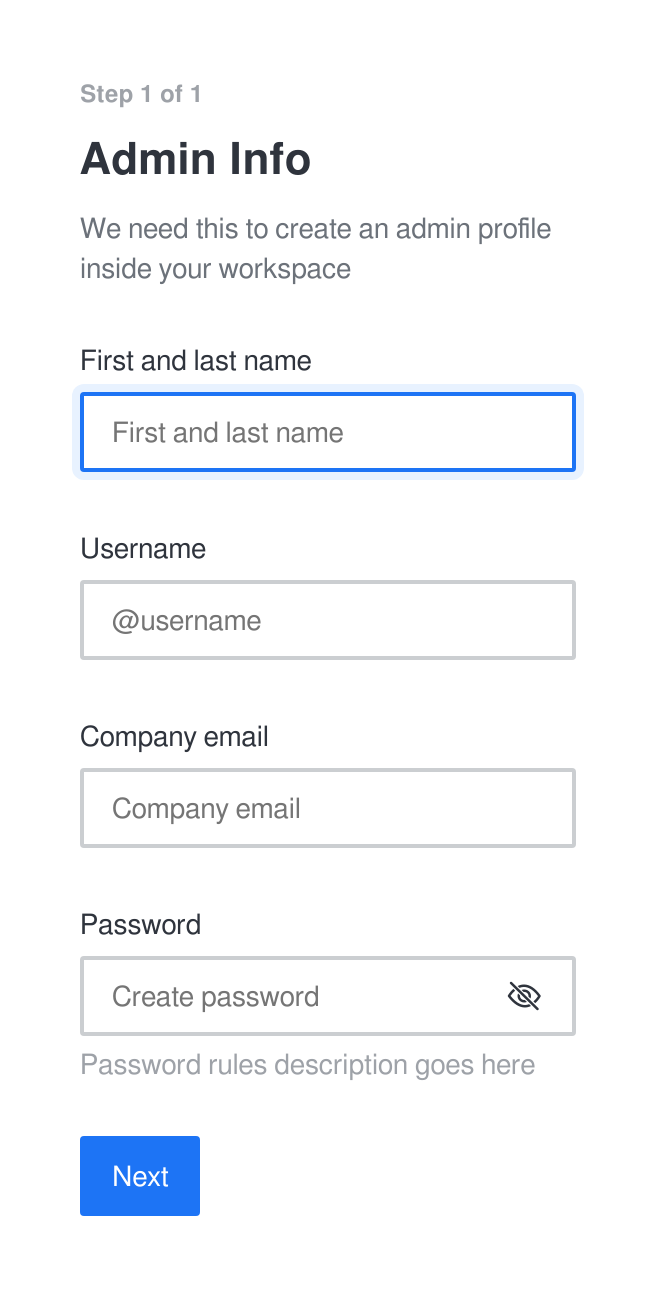 Step 1 of 1
Admin Info
We need this to create an admin profile
inside your workspace
First and last name
First and last name
Username
@username
Company email
Company email
Password
Create password
Password rules description goes here
Next